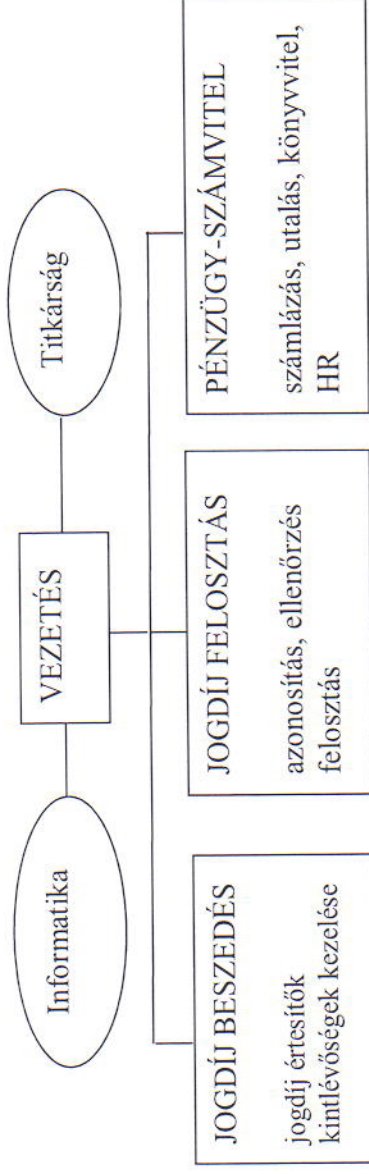 Informatika
VEZETÉS
Titkárság
JOGDÍJ BESZEDÉS
jogdíj értesítők
kintlévőségek kezelése
JOGDÍJ FELOSZTÁS
azonosítás, ellenőrzés
felosztás
PÉNZÜGY-SZÁMVITEL
számlázás, utalás, könyvvitel,
HR